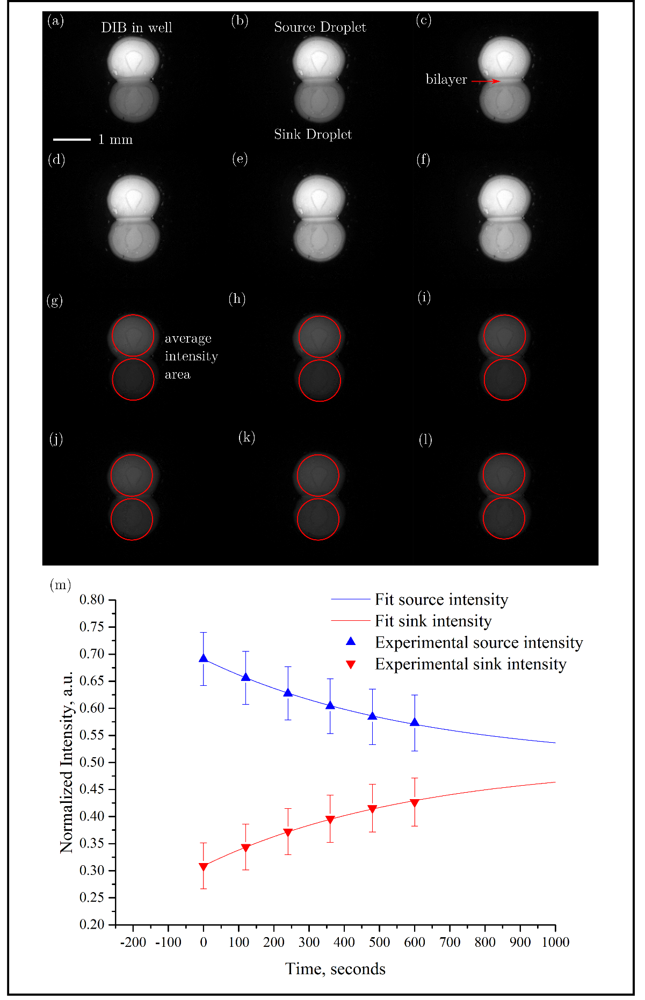 (a)
DIB in well
(b)
Source Droplet
(c)
bilayer
Sink Droplet
1 mm
(d)
(e)
(f)
(g)
average
intensity
area
(h)
(i)
(j)
(k)
(l)
(m)
Fit source intensity
Fit sink intensity
Experimental source intensity
Experimental sink intensity
Normalized Intensity, a.u.
0.80
0.75
0.70
0.65
0.60
0.55
0.50
0.45
0.40
0.35
0.30
0.25
0.20
-200 -100 0 100 200 300 400 500 600 700 800 900 1000
Time, seconds